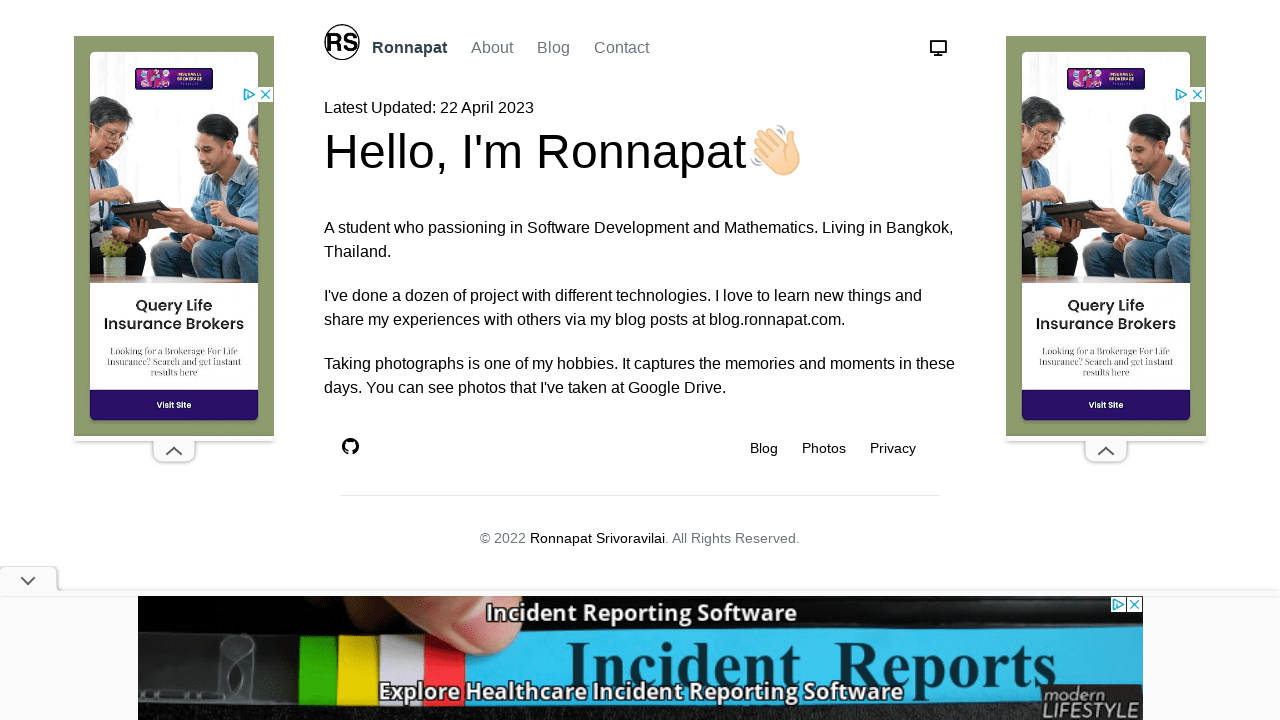 RS
Ronnapat About Blog Contact
Latest Updated: 22 April 2023
Hello, I'm Ronnapat👋🏻
A student who passioning in Software Development and Mathematics. Living in Bangkok,
Thailand.
I've done a dozen of project with different technologies. I love to learn new things and
share my experiences with others via my blog posts at blog.ronnapat.com.
Taking photographs is one of my hobbies. It captures the memories and moments in these
days. You can see photos that I've taken at Google Drive.
Blog Photos Privacy
© 2022 Ronnapat Srivoravilai. All Rights Reserved.
INSURANCE
BROKERAGE
Query Life
Insurance Brokers
Looking for a Brokerage For Life
Insurance? Search and get instant
results here
Visit Site
INSURANCE
BROKERAGE
Query Life
Insurance Brokers
Looking for a Brokerage For Life
Insurance? Search and get instant
results here
Visit Site
Incident Reporting Software
Incident Reports
Explore Healthcare Incident Reporting Software
modern
LIFESTYLE